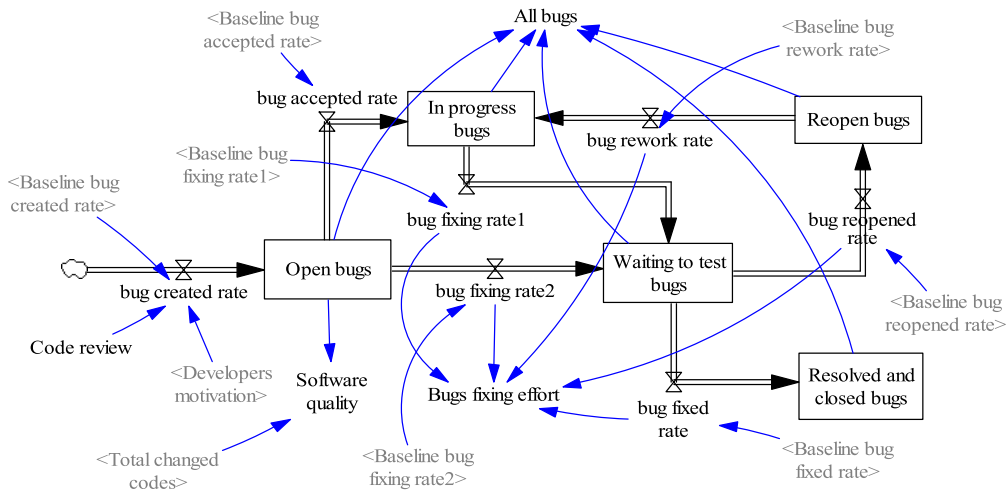 <Baseline bug
accepted rate>
All bugs
<Baseline bug
rework rate>
bug accepted rate
In progress
bugs
Reopen bugs
bug rework rate
<Baseline bug
fixing rate1>
<Baseline bug
created rate>
bug fixing rate1
bug reopened
rate
Open bugs
Waiting to test
bugs
bug created rate
bug fixing rate2
<Baseline bug
reopened rate>
Code review
<Developers
motivation>
Software
quality
Bugs fixing effort
Resolved and
closed bugs
bug fixed
rate
<Total changed
codes>
<Baseline bug
fixing rate2>
<Baseline bug
fixed rate>